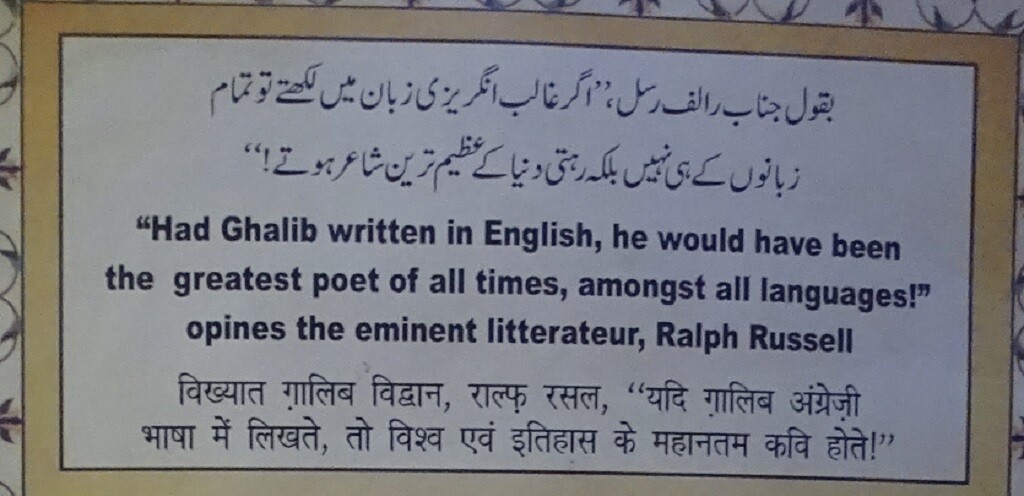 بقول جناب رالف رسل، ”اگر غالب انگریزی زبان میں لکھتے تو تمام
زبانوں کے ہی نہیں بلکہ رہتی دنیا کے عظیم ترین شاعر ہوتے!“
“Had Ghalib written in English, he would have been
the greatest poet of all times, amongst all languages!”
opines the eminent litterateur, Ralph Russell
विख्यात ग़ालिब विद्वान, राल्फ़ रसल, “यदि ग़ालिब अंग्रेज़ी
भाषा में लिखते, तो विश्व एवं इतिहास के महानतम कवि होते!”